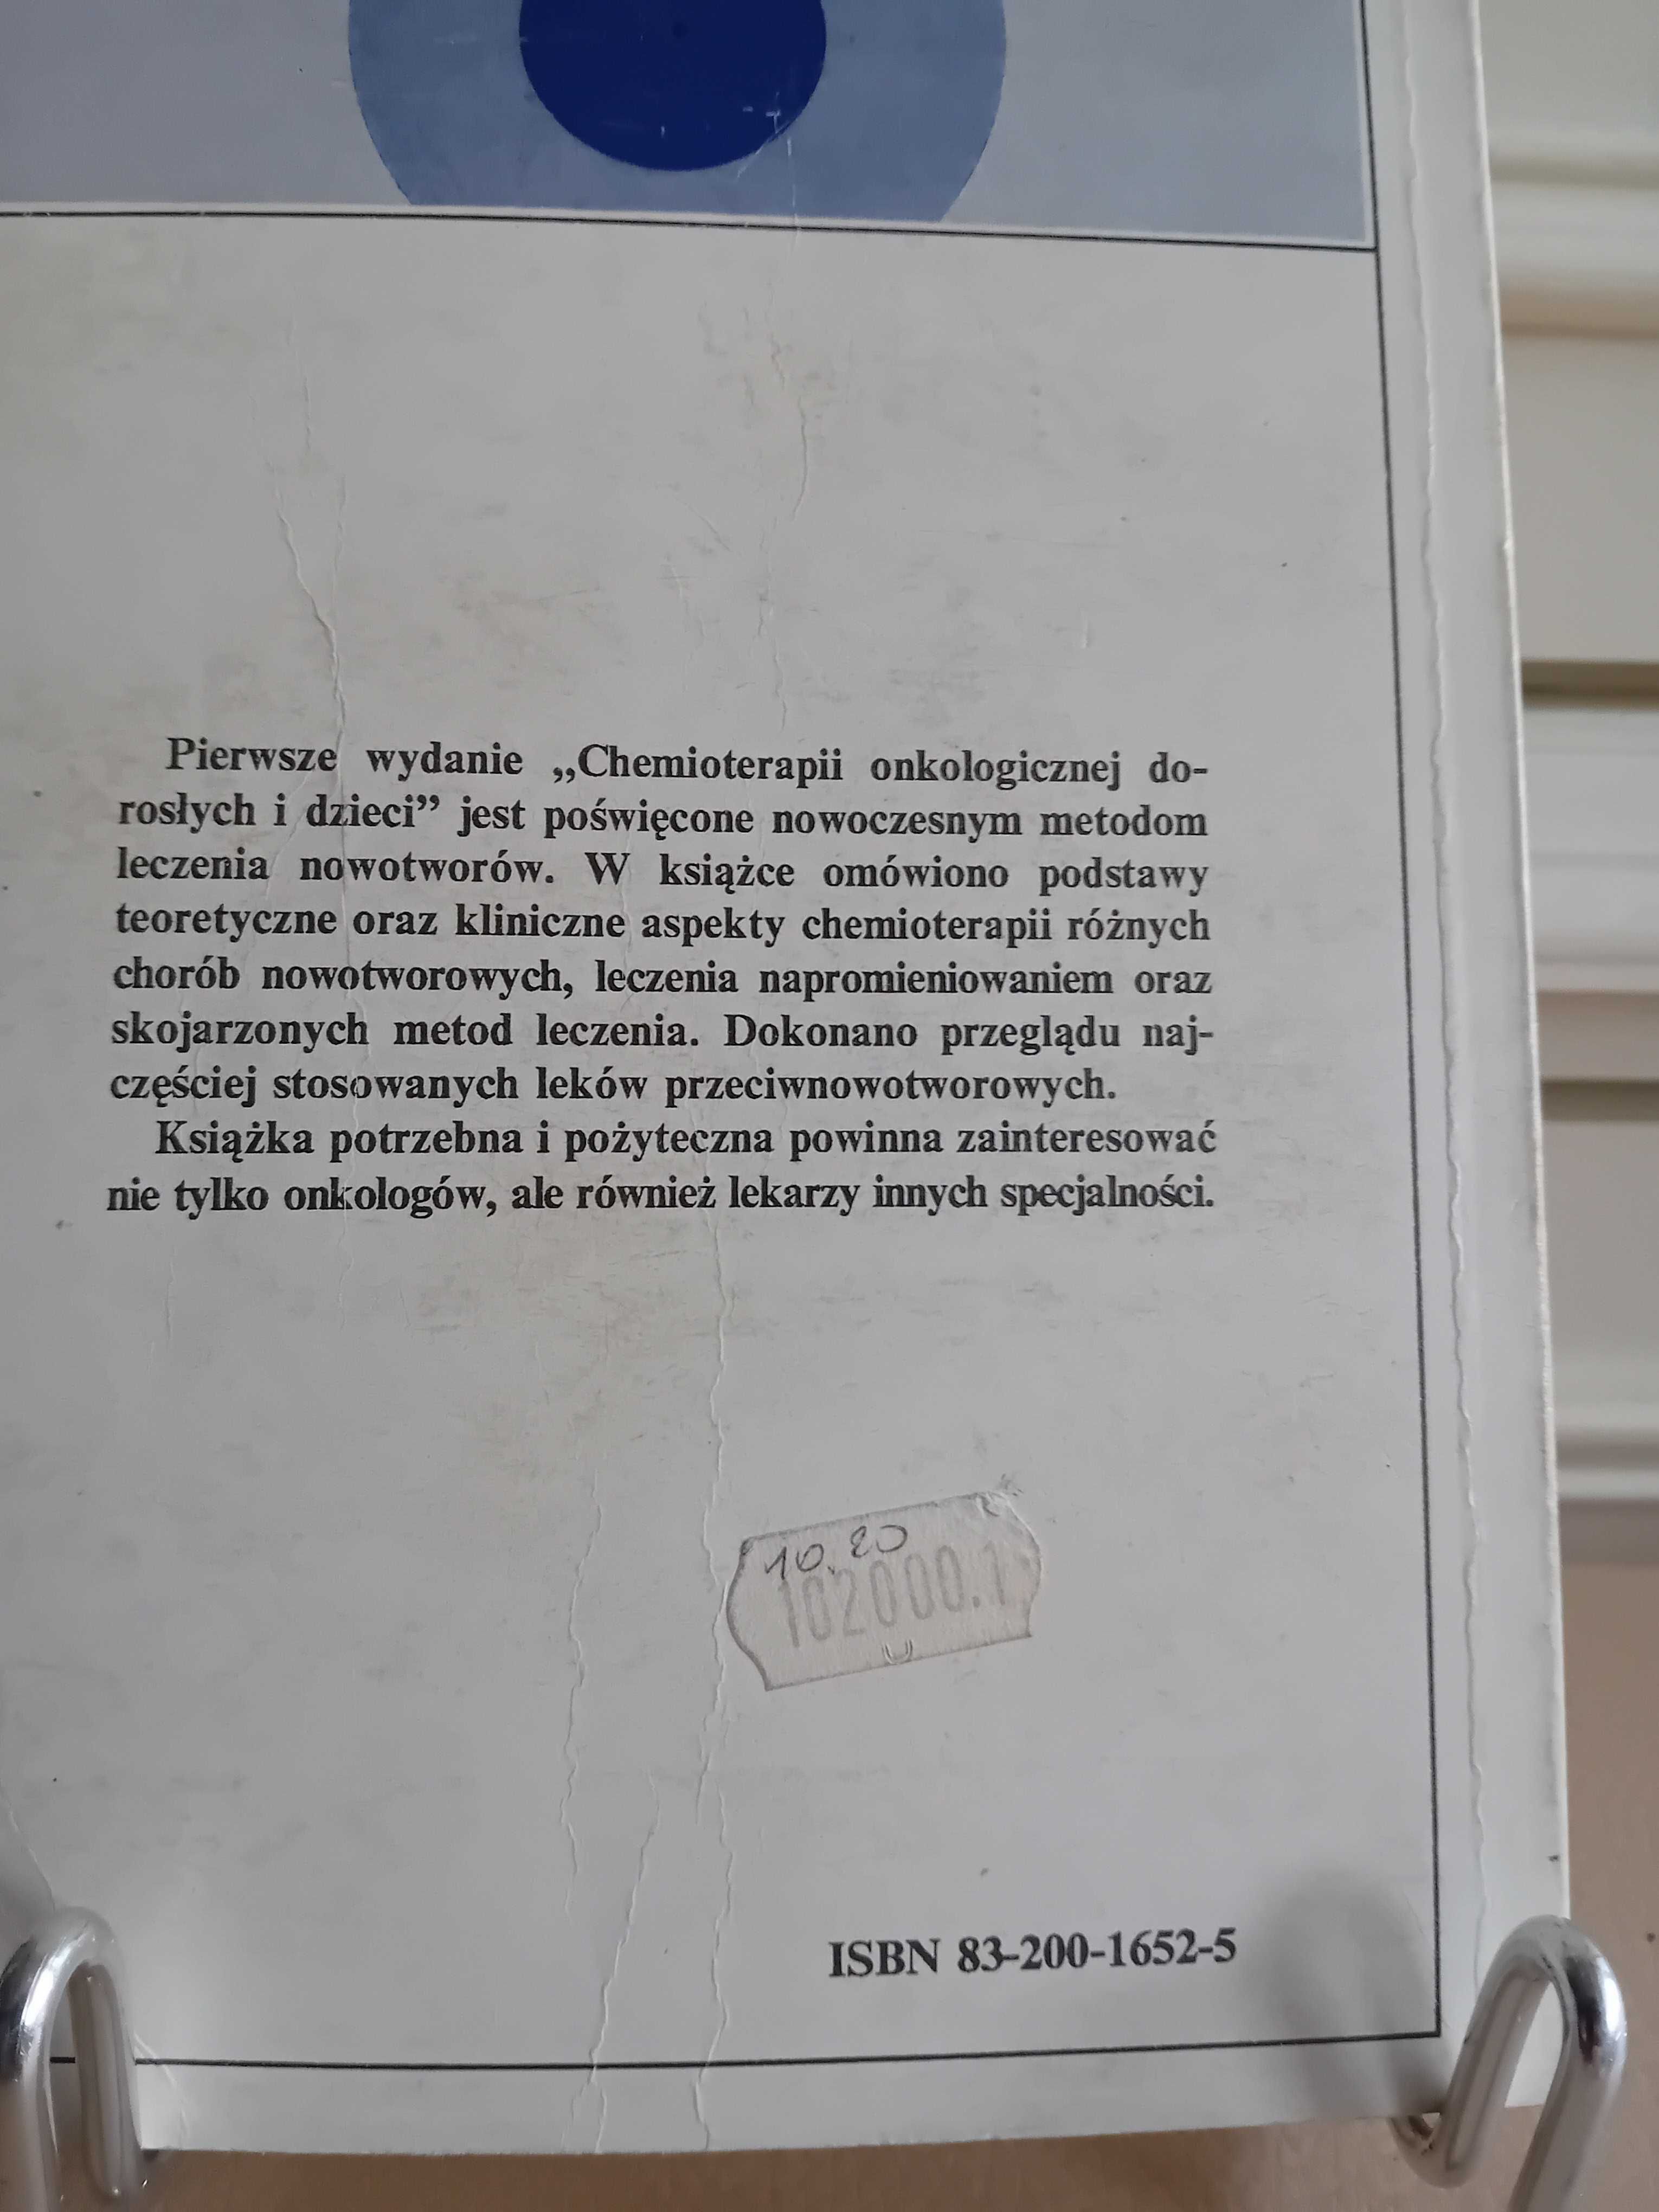 Pierwsze wydanie „Chemioterapii onkologicznej do-
rosłych i dzieci” jest poświęcone nowoczesnym metodom
leczenia nowotworów. W książce omówiono podstawy
teoretyczne oraz kliniczne aspekty chemioterapii różnych
chorób nowotworowych, leczenia napromieniowaniem oraz
skojarzonych metod leczenia. Dokonano przeglądu naj-
częściej stosowanych leków przeciwnowotworowych.
Książka potrzebna i pożyteczna powinna zainteresować
nie tylko onkologów, ale również lekarzy innych specjalności.
10.20
102000.1
ISBN 83-200-1652-5